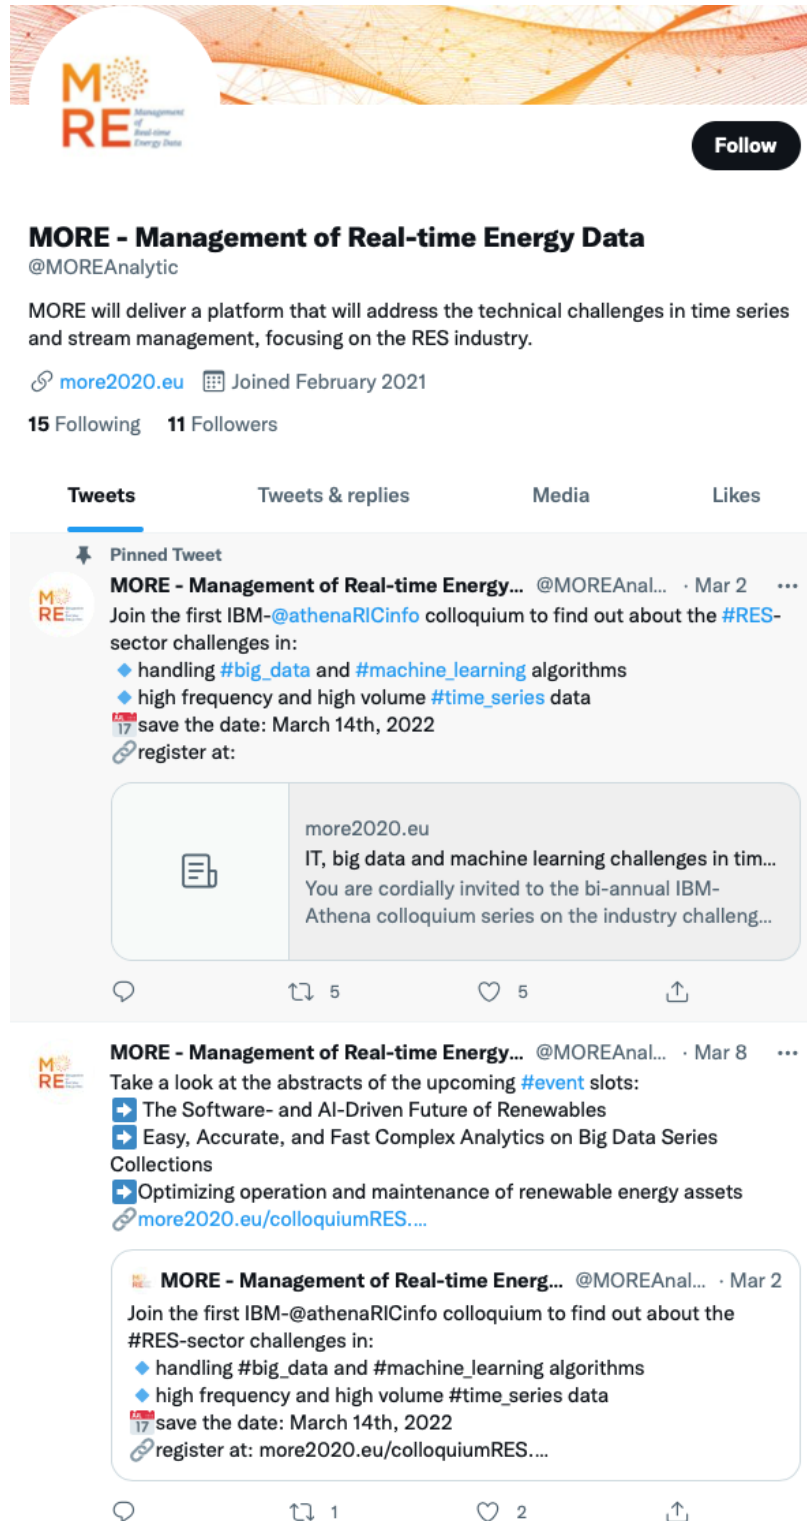 MORE
Management
of
Real-time
Energy Data
Follow
MORE - Management of Real-time Energy Data
@MOREAnalytic
MORE will deliver a platform that will address the technical challenges in time series
and stream management, focusing on the RES industry.
more2020.eu Joined February 2021
15 Following 11 Followers
Tweets Tweets & replies Media Likes
Pinned Tweet
MORE - Management of Real-time Energy... @MOREAnal... · Mar 2 ...
Join the first IBM-@athenaRICinfo colloquium to find out about the #RES-
sector challenges in:
🔹 handling #big_data and #machine_learning algorithms
🔹 high frequency and high volume #time_series data
📅save the date: March 14th, 2022
🔗register at:
more2020.eu
IT, big data and machine learning challenges in tim...
You are cordially invited to the bi-annual IBM-
Athena colloquium series on the industry challeng...
5 5
MORE
MORE - Management of Real-time Energy... @MOREAnal... · Mar 8 ...
Take a look at the abstracts of the upcoming #event slots:
➡️ The Software- and AI-Driven Future of Renewables
➡️ Easy, Accurate, and Fast Complex Analytics on Big Data Series
Collections
➡️Optimizing operation and maintenance of renewable energy assets
🔗more2020.eu/colloquiumRES....
MORE - Management of Real-time Energ... @MOREAnal... · Mar 2
Join the first IBM-@athenaRICinfo colloquium to find out about the
#RES-sector challenges in:
🔹 handling #big_data and #machine_learning algorithms
🔹 high frequency and high volume #time_series data
📅save the date: March 14th, 2022
🔗register at: more2020.eu/colloquiumRES....
1 2